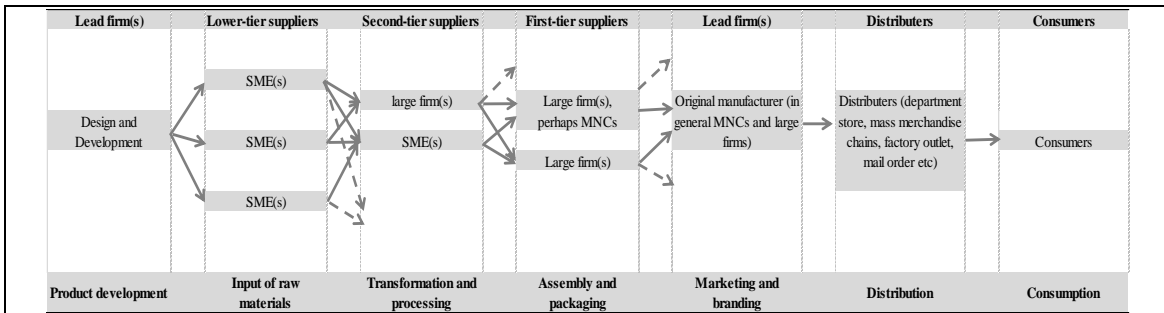 Lead firm(s)
Lower-tier suppliers
Second-tier suppliers
First-tier suppliers
Lead firm(s)
Distributers
Consumers
Design and
Development
SME(s)
SME(s)
SME(s)
large firm(s)
SME(s)
Large firm(s),
perhaps MNCs
Large firm(s)
Original manufacturer (in
general MNCs and large
firms)
Distributers (department
store, mass merchandise
chains, factory outlet,
mail order etc)
Consumers
Product development
Input of raw
materials
Transformation and
processing
Assembly and
packaging
Marketing and
branding
Distribution
Consumption